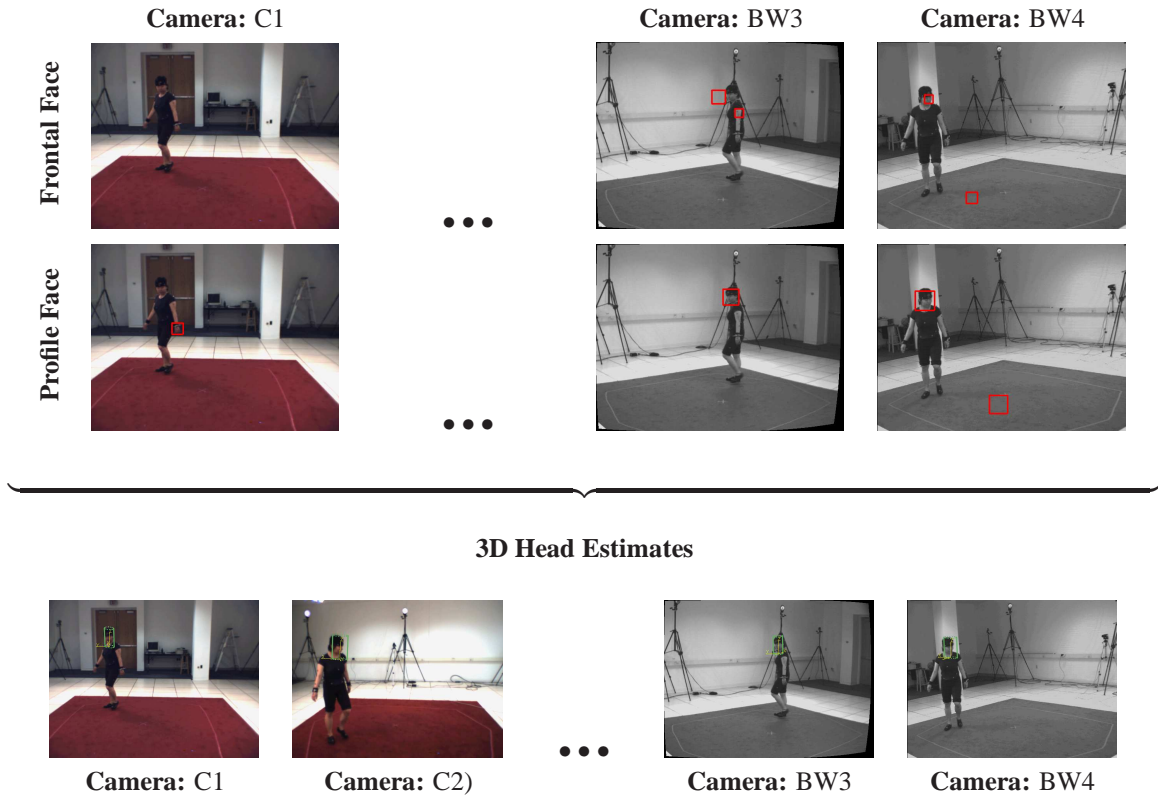 Camera: C1
Camera: BW3
Camera: BW4
Frontal Face
Profile Face
3D Head Estimates
Camera: C1
Camera: C2)
Camera: BW3
Camera: BW4